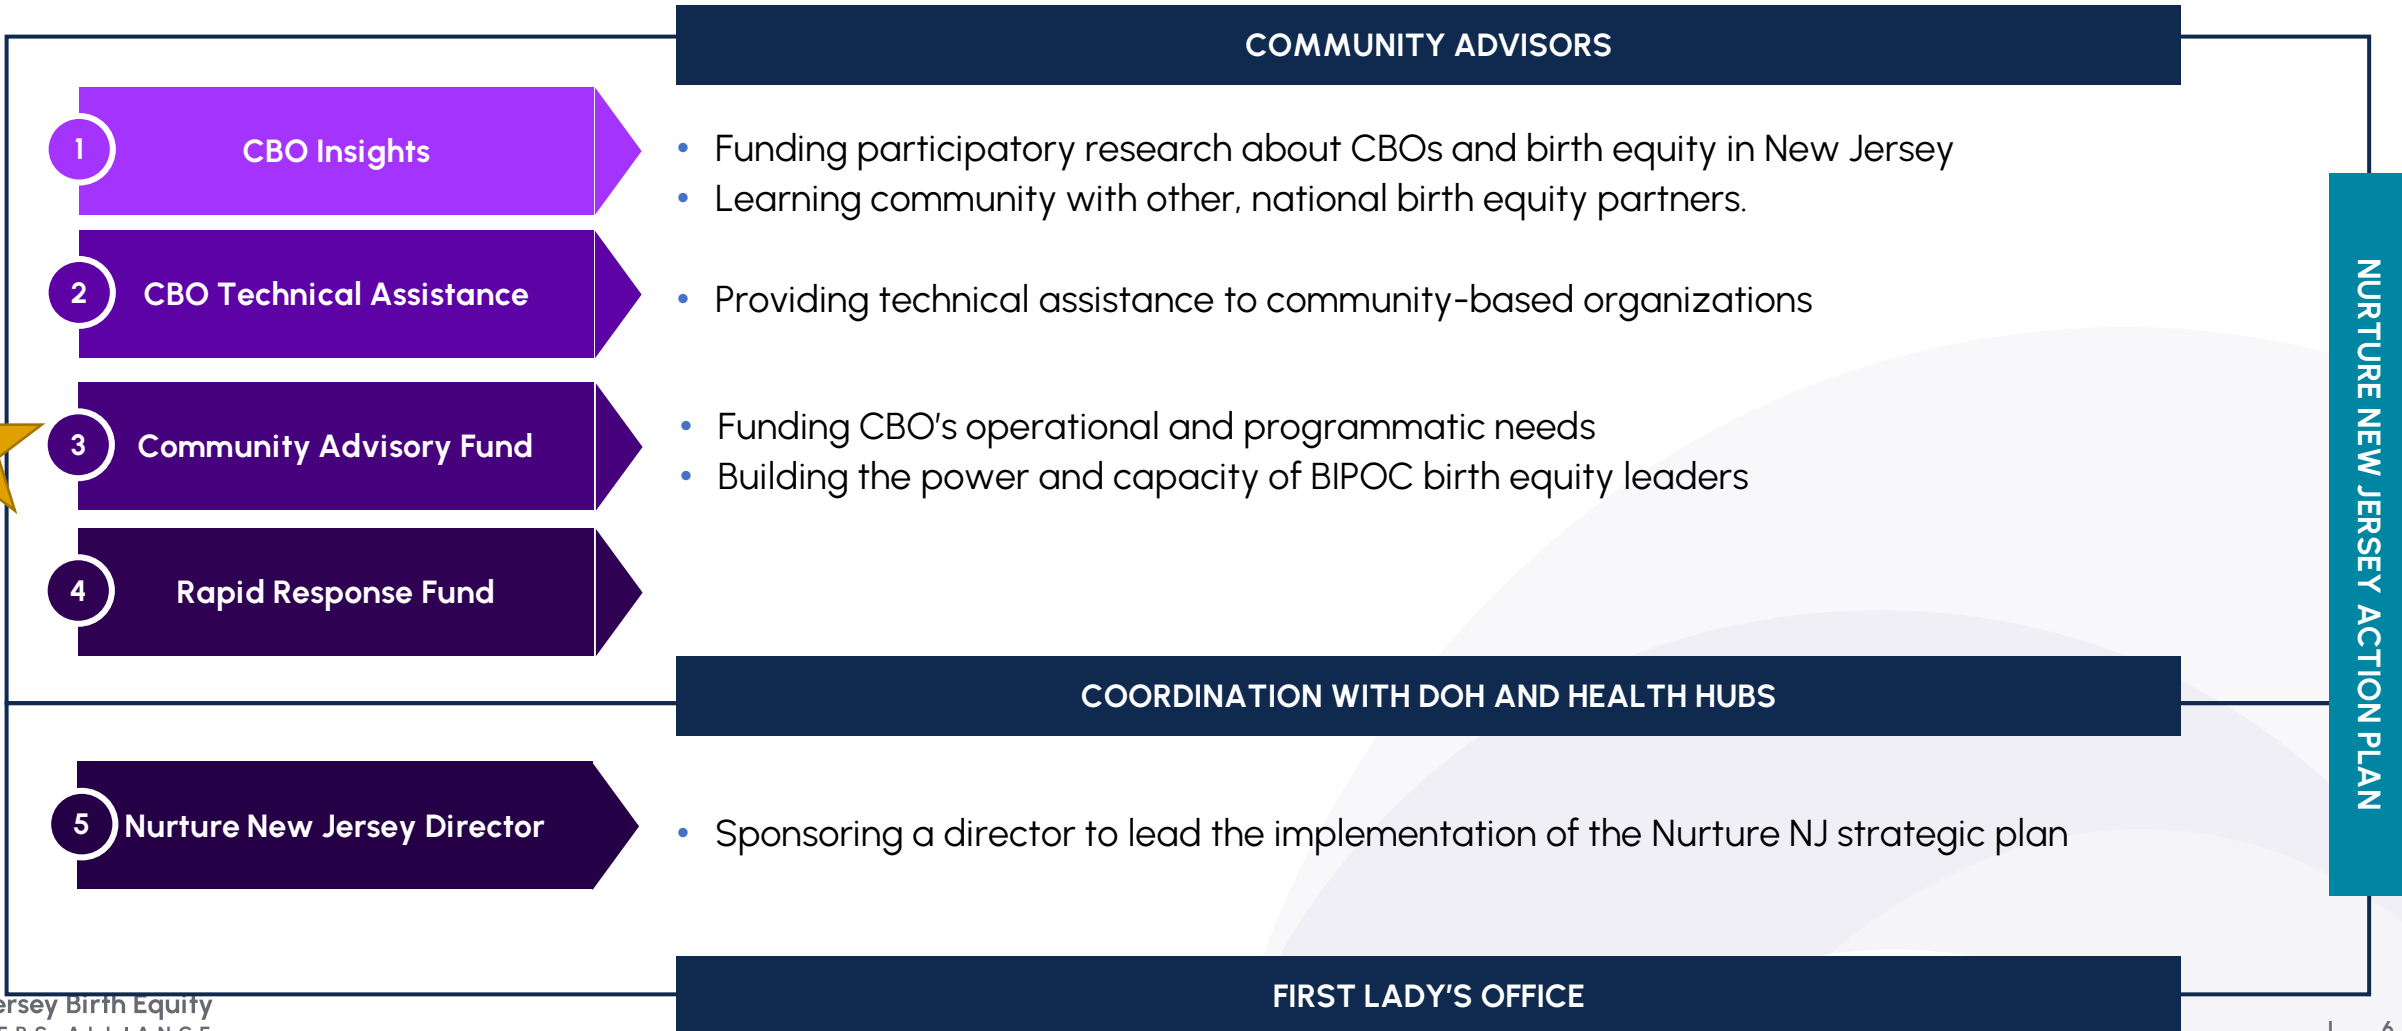 COMMUNITY ADVISORS
1
CBO Insights
• Funding participatory research about CBOs and birth equity in New Jersey
• Learning community with other, national birth equity partners.
2
CBO Technical Assistance
• Providing technical assistance to community-based organizations
3
Community Advisory Fund
• Funding CBO’s operational and programmatic needs
• Building the power and capacity of BIPOC birth equity leaders
4
Rapid Response Fund
COORDINATION WITH DOH AND HEALTH HUBS
5
Nurture New Jersey Director
• Sponsoring a director to lead the implementation of the Nurture NJ strategic plan
FIRST LADY’S OFFICE
NURTURE NEW JERSEY ACTION PLAN
ersey Birth Equity
ERS ALLIANCE
6